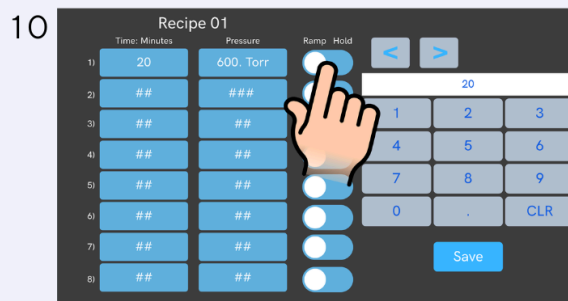 10
Recipe 01
Time: Minutes Pressure Ramp Hold
< >
1) 20 600. Torr
20
2) ## ###
1 2 3
3) ## ##
4) ## ##
4 5 6
5) ## ##
7 8 9
6) ## ##
0 . CLR
7) ## ##
Save
8) ## ##